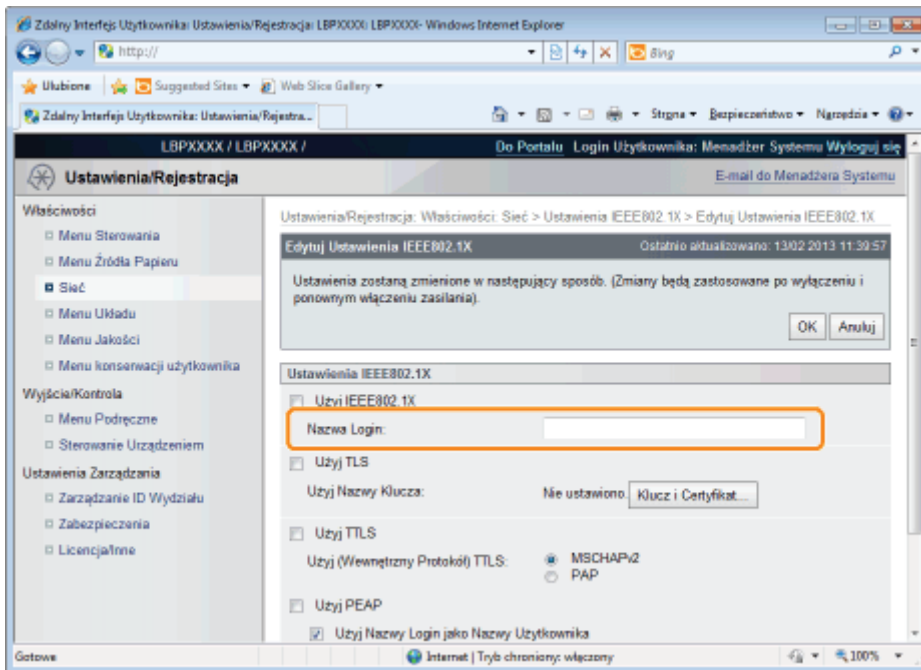 Zdalny Interfejs Użytkownika: Ustawienia/Rejestracja: LBPXXXX: LBPXXXX- Windows Internet Explorer
http://
Bing
Ulubione Suggested Sites Web Slice Gallery
Zdalny Interfejs Użytkownika: Ustawienia/Rejestra... Strona Bezpieczeństwo Narzędzia
LBPXXXX / LBPXXXX / Do Portalu Login Użytkownika: Menadżer Systemu Wyloguj się
Ustawienia/Rejestracja E-mail do Menadżera Systemu
Właściwości
Menu Sterowania
Menu Źródła Papieru
Sieć
Menu Układu
Menu Jakości
Menu konserwacji użytkownika
Wyjście/Kontrola
Menu Podręczne
Sterowanie Urządzeniem
Ustawienia Zarządzania
Zarządzanie ID Wydziału
Zabezpieczenia
Licencja/Inne
Ustawienia/Rejestracja: Właściwości: Sieć > Ustawienia IEEE802.1X > Edytuj Ustawienia IEEE802.1X
Edytuj Ustawienia IEEE802.1X Ostatnio aktualizowano: 13/02 2013 11:39:57
Ustawienia zostaną zmienione w następujący sposób. (Zmiany będą zastosowane po wyłączeniu i
ponownym włączeniu zasilania).
OK Anuluj
Ustawienia IEEE802.1X
Użyj IEEE802.1X
Nazwa Login:
Użyj TLS
Użyj Nazwy Klucza: Nie ustawiono. Klucz i Certyfikat...
Użyj TTLS
Użyj (Wewnętrzny Protokół) TTLS: MSCHAPv2
PAP
Użyj PEAP
Użyj Nazwy Login jako Nazwy Użytkownika
Gotowe Internet | Tryb chroniony: włączony 100%